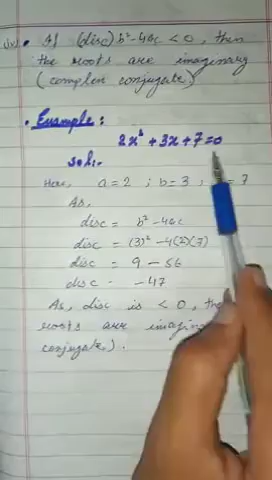 (iv). If (disc) b² - 4ac < 0, then
the roots are imaginary
(complex conjugate)
Example:
2x² + 3x + 7 = 0
Sol:-
Here, a = 2 ; b = 3 ; = 7
As,
disc = b² - 4ac
disc = (3)² - 4(2)(7)
disc = 9 - 56
disc = -47
As, disc is < 0, the
roots are imagin
conjugate).